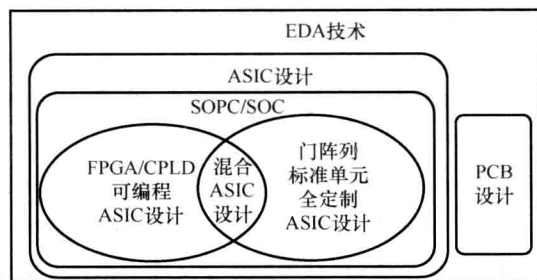 EDA技术
ASIC设计
SOPC/SOC
FPGA/CPLD
可编程
ASIC设计
混合
ASIC
设计
门阵列
标准单元
全定制
ASIC设计
PCB
设计